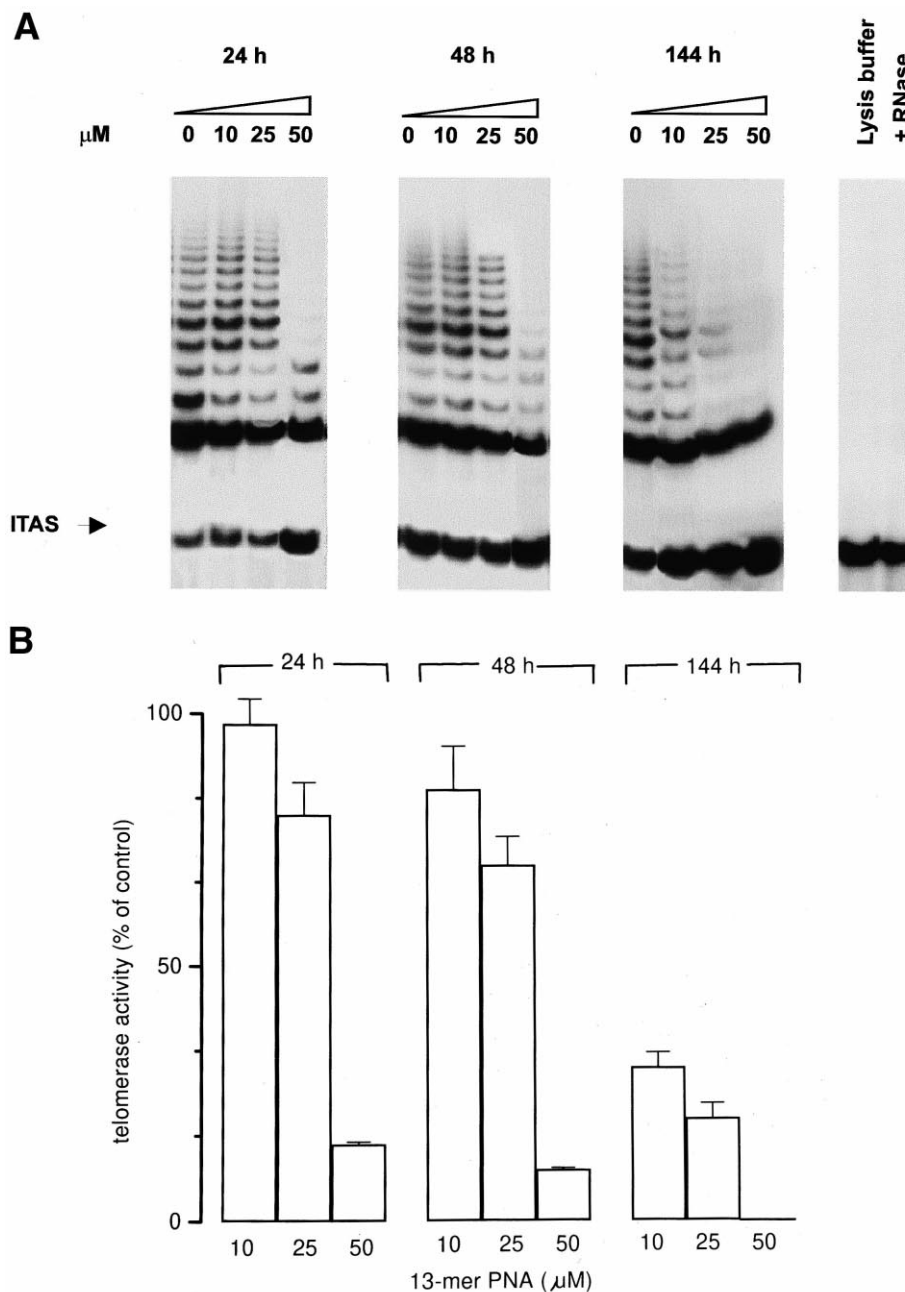 A
24 h
48 h
144 h
Lysis buffer
+ RNase
μM
0 10 25 50
0 10 25 50
0 10 25 50
ITAS
B
24 h
48 h
144 h
telomerase activity (% of control)
100
50
0
10 25 50
10 25 50
10 25 50
13-mer PNA (μM)